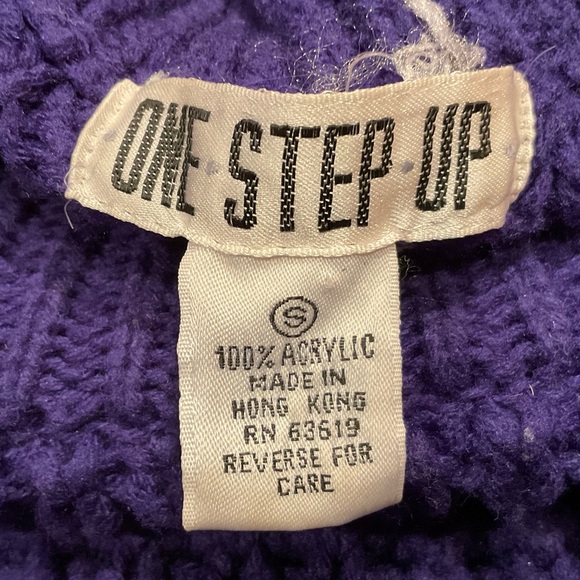 ONE STEP UP
S
100% ACRYLIC
MADE IN
HONG KONG
RN 63619
REVERSE FOR
CARE